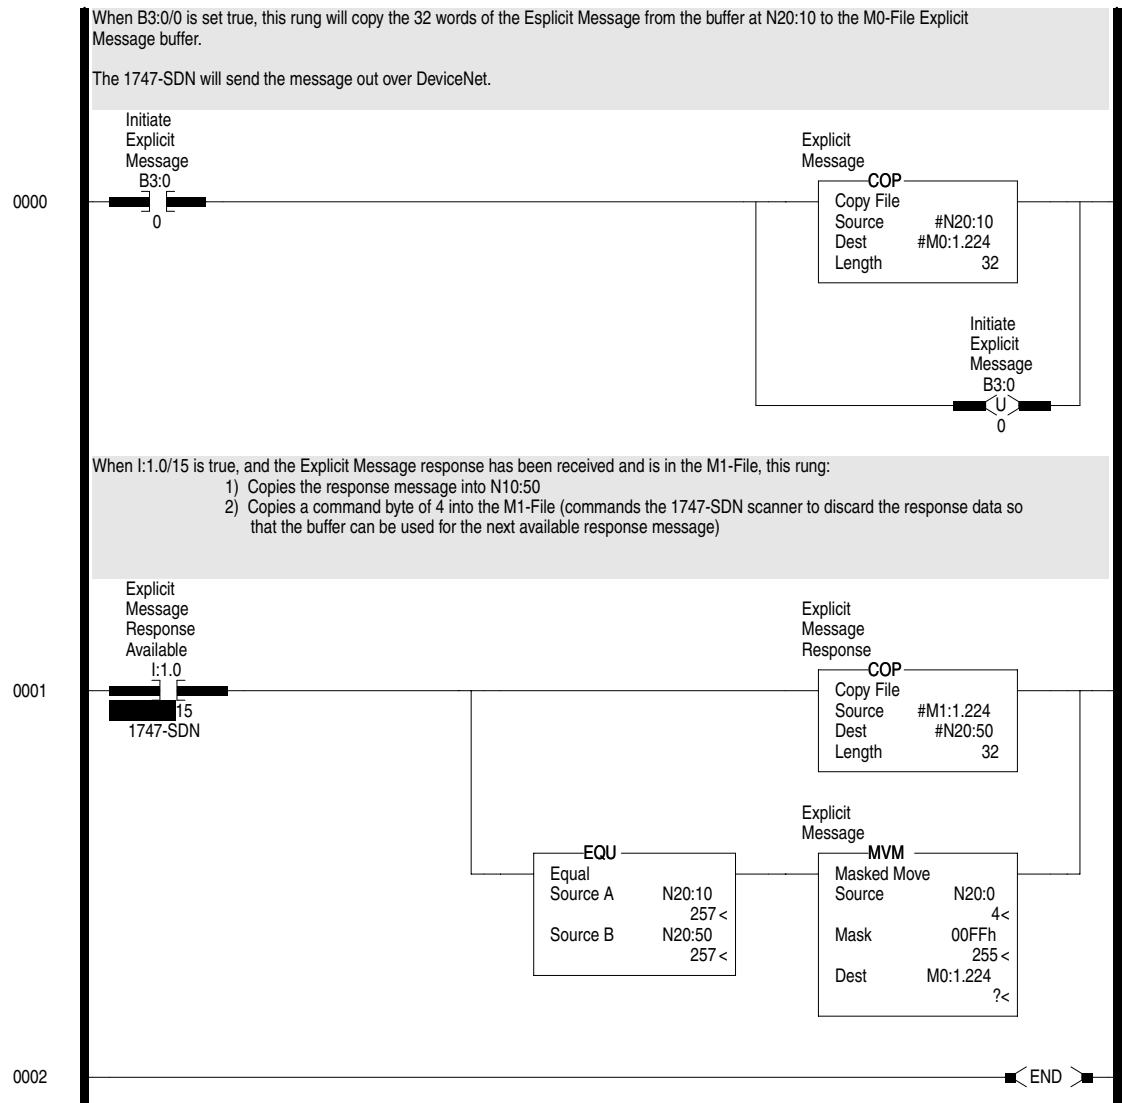 When B3:0/0 is set true, this rung will copy the 32 words of the Esplicit Message from the buffer at N20:10 to the M0-File Explicit
Message buffer.
The 1747-SDN will send the message out over DeviceNet.
Initiate
Explicit
Message
B3:0
0
0000
Explicit
Message
COP
Copy File
Source #N20:10
Dest #M0:1.224
Length 32
Initiate
Explicit
Message
B3:0
U
0
When I:1.0/15 is true, and the Explicit Message response has been received and is in the M1-File, this rung:
1) Copies the response message into N10:50
2) Copies a command byte of 4 into the M1-File (commands the 1747-SDN scanner to discard the response data so
that the buffer can be used for the next available response message)
Explicit
Message
Response
Available
I:1.0
15
1747-SDN
0001
Explicit
Message
Response
COP
Copy File
Source #M1:1.224
Dest #N20:50
Length 32
EQU
Equal
Source A N20:10
257<
Source B N20:50
257<
Explicit
Message
MVM
Masked Move
Source N20:0
4<
Mask 00FFh
255<
Dest M0:1.224
?<
0002
END